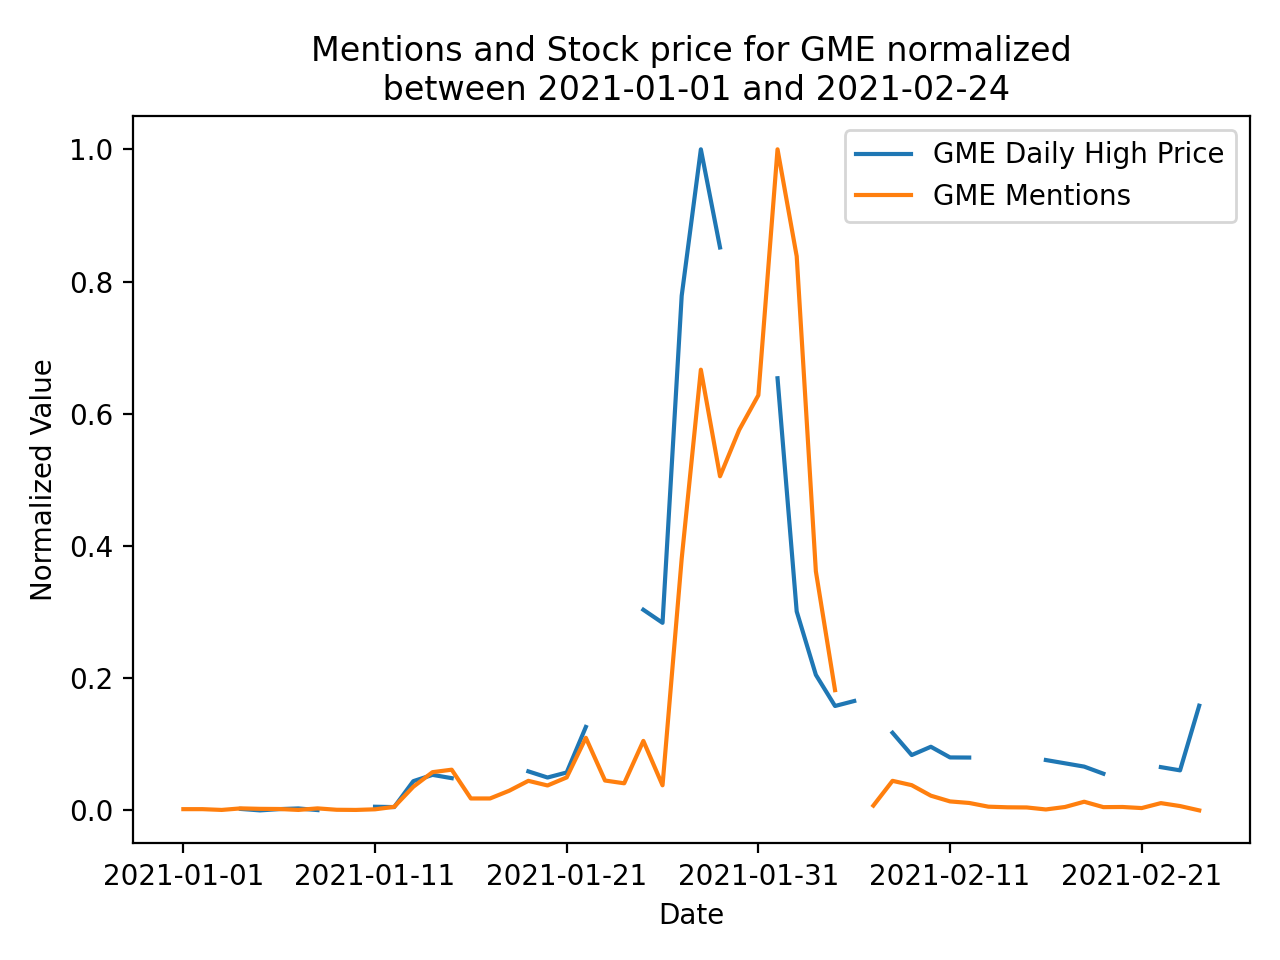 Mentions and Stock price for GME normalized
between 2021-01-01 and 2021-02-24
GME Daily High Price
GME Mentions
Normalized Value
1.0
0.8
0.6
0.4
0.2
0.0
2021-01-01 2021-01-11 2021-01-21 2021-01-31 2021-02-11 2021-02-21
Date